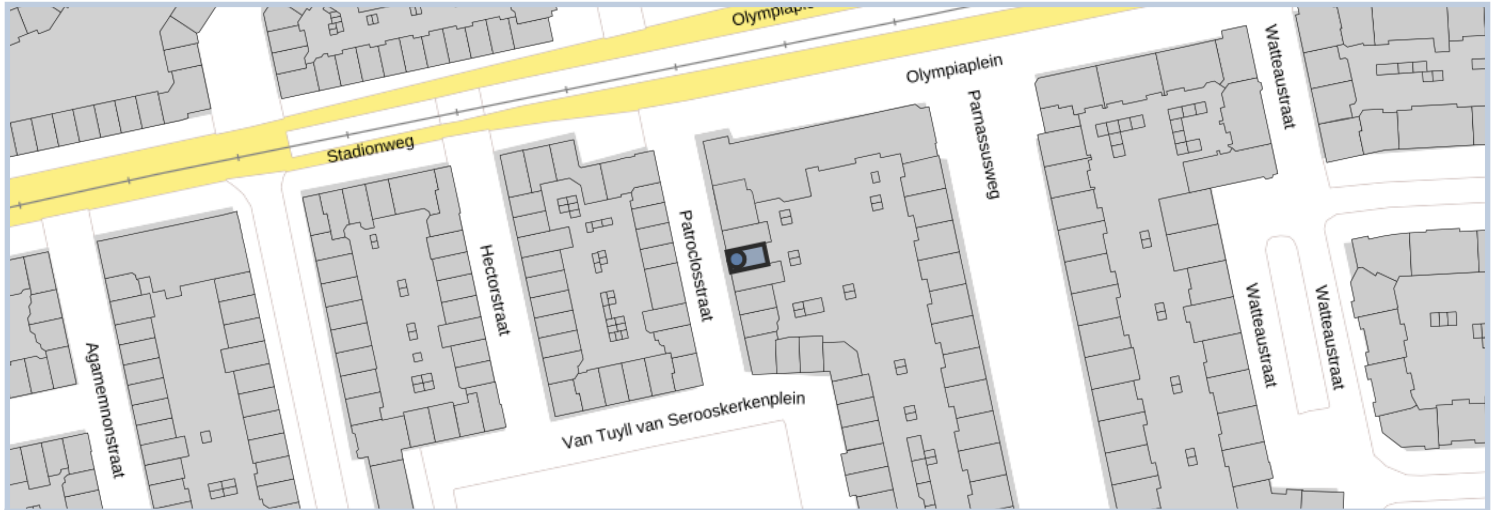 Olympiaplein
Stadionweg
Olympiaplein
Watteaustraat
Parnassusweg
Hectorstraat
Patroclosstraat
Agamemnonstraat
Watteaustraat
Watteaustraat
Van Tuyll van Serooskerkenplein